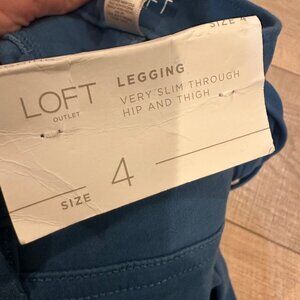 SIZE 4
LOFT
OUTLET
LEGGING
VERY SLIM THROUGH
HIP AND THIGH
SIZE 4